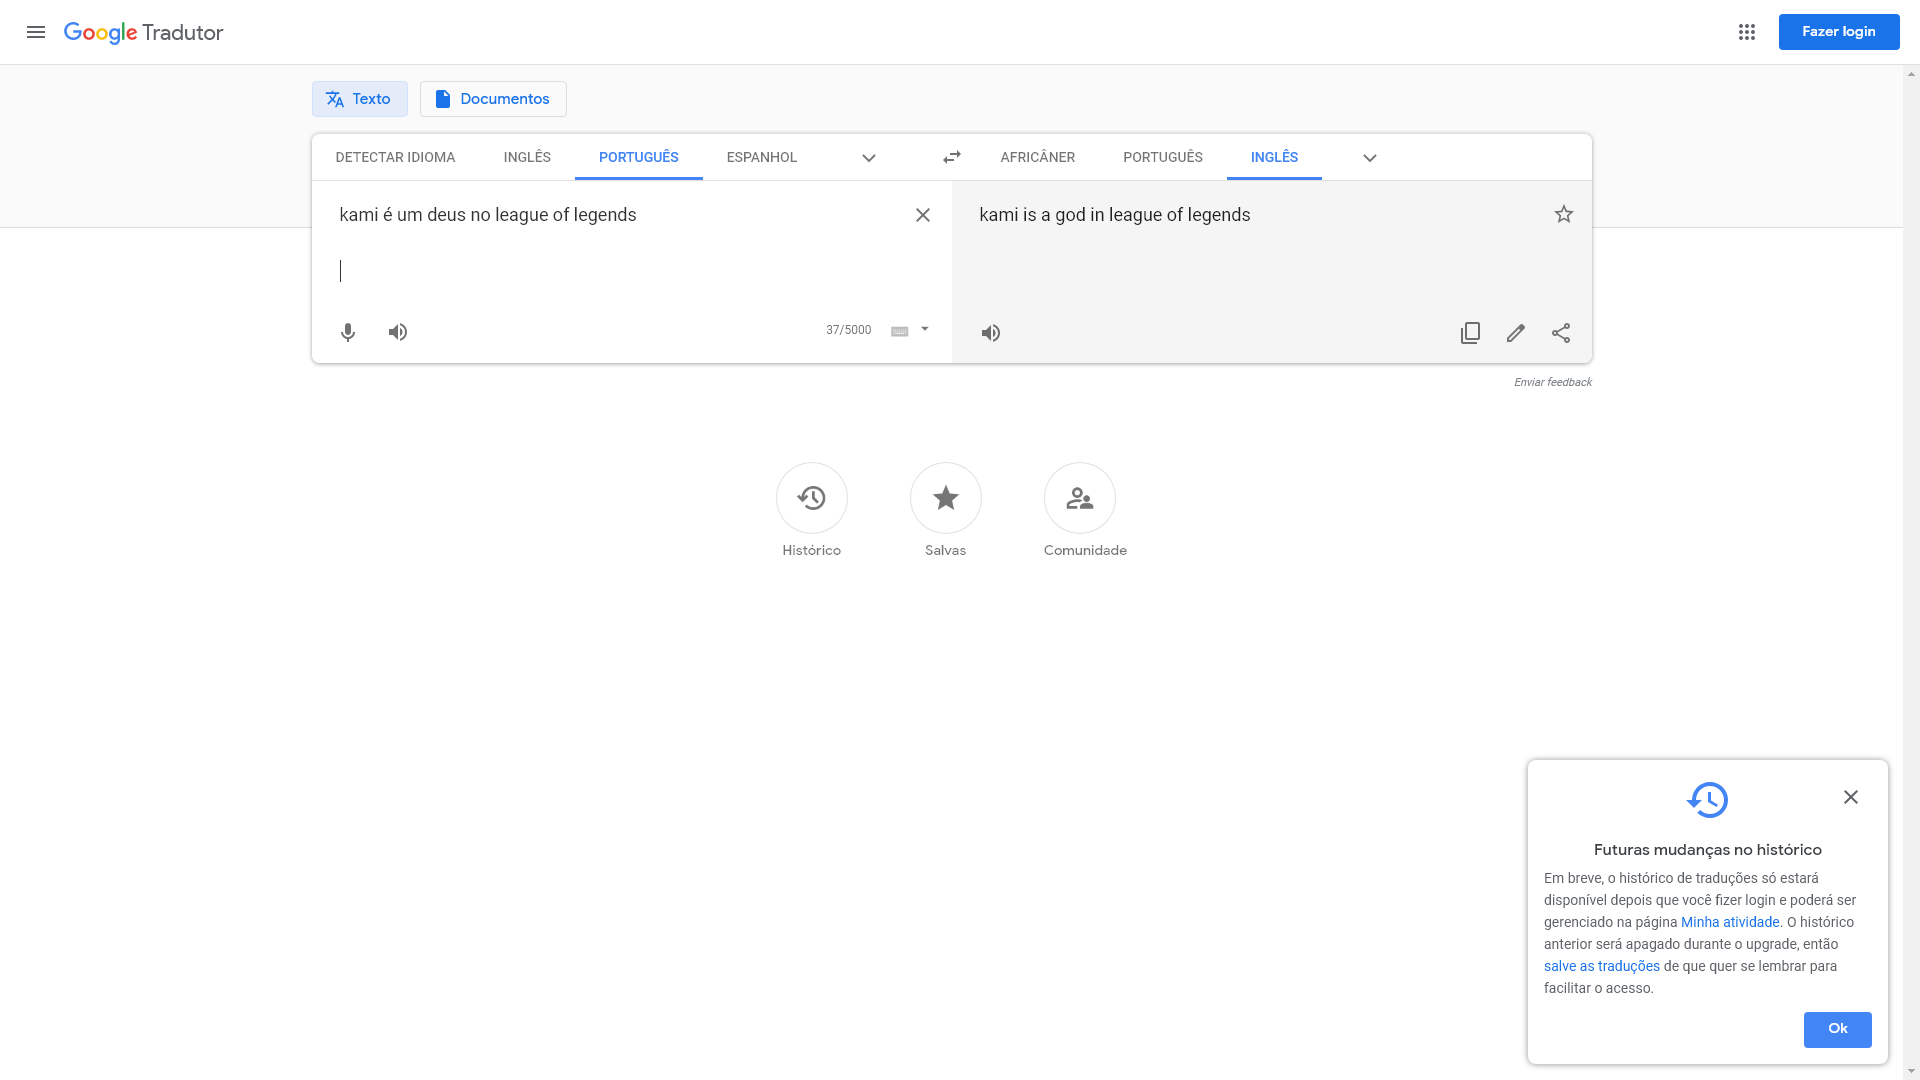 Google Tradutor
Fazer login
Texto
Documentos
DETECTAR IDIOMA
INGLÊS
PORTUGUÊS
ESPANHOL
AFRICÂNER
PORTUGUÊS
INGLÊS
kami é um deus no league of legends
kami is a god in league of legends
37/5000
Enviar feedback
Histórico
Salvas
Comunidade
Futuras mudanças no histórico
Em breve, o histórico de traduções só estará
disponível depois que você fizer login e poderá ser
gerenciado na página Minha atividade. O histórico
anterior será apagado durante o upgrade, então
salve as traduções de que quer se lembrar para
facilitar o acesso.
Ok